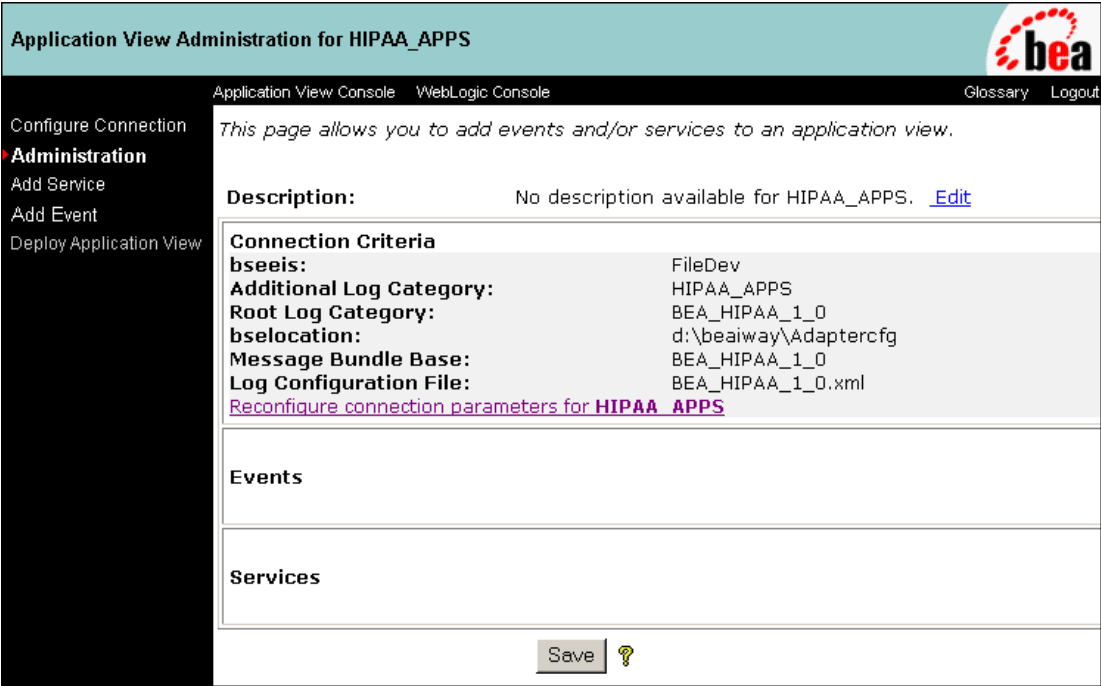 Application View Administration for HIPAA_APPS
bea
Application View Console WebLogic Console Glossary Logout
Configure Connection
Administration
Add Service
Add Event
Deploy Application View
This page allows you to add events and/or services to an application view.
Description: No description available for HIPAA_APPS. Edit
Connection Criteria
bseeis: FileDev
Additional Log Category: HIPAA_APPS
Root Log Category: BEA_HIPAA_1_0
bselocation: d:\beaiway\Adaptercfg
Message Bundle Base: BEA_HIPAA_1_0
Log Configuration File: BEA_HIPAA_1_0.xml
Reconfigure connection parameters for HIPAA_APPS
Events
Services
Save ?